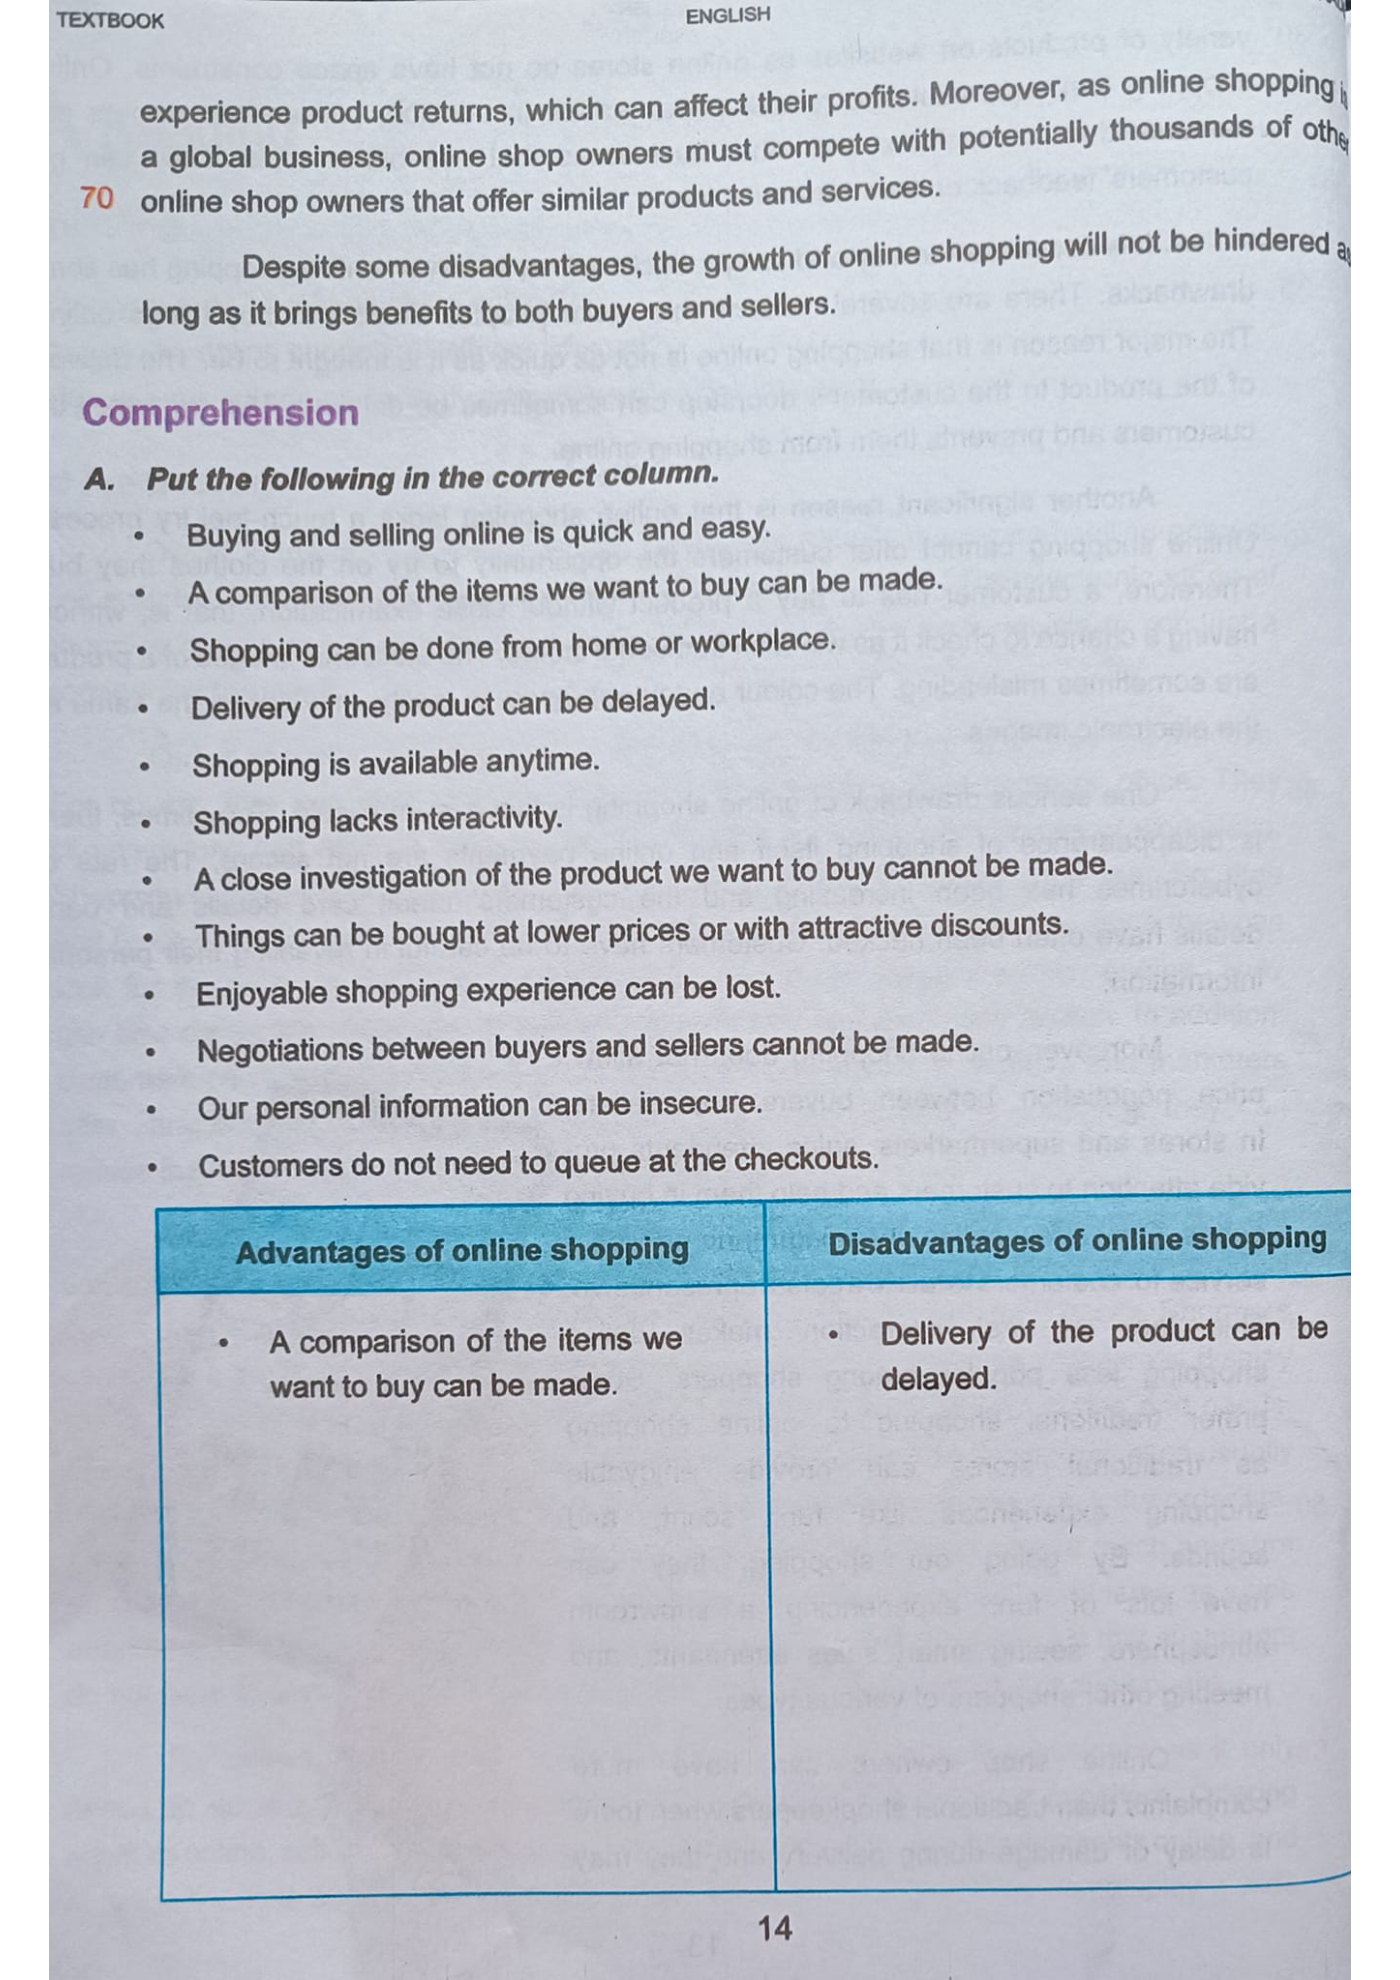 TEXTBOOK
ENGLISH
experience product returns, which can affect their profits. Moreover, as online shopping
a global business, online shop owners must compete with potentially thousands of
70 online shop owners that offer similar products and services.
Despite some disadvantages, the growth of online shopping will not be hindered
long as it brings benefits to both buyers and sellers.
Comprehension
A. Put the following in the correct column.
• Buying and selling online is quick and easy.
• A comparison of the items we want to buy can be made.
• Shopping can be done from home or workplace.
• Delivery of the product can be delayed.
• Shopping is available anytime.
• Shopping lacks interactivity.
• A close investigation of the product we want to buy cannot be made.
• Things can be bought at lower prices or with attractive discounts.
• Enjoyable shopping experience can be lost.
• Negotiations between buyers and sellers cannot be made.
• Our personal information can be insecure.
• Customers do not need to queue at the checkouts.
Advantages of online shopping
Disadvantages of online shopping
• A comparison of the items we
want to buy can be made.
• Delivery of the product can be
delayed.
14